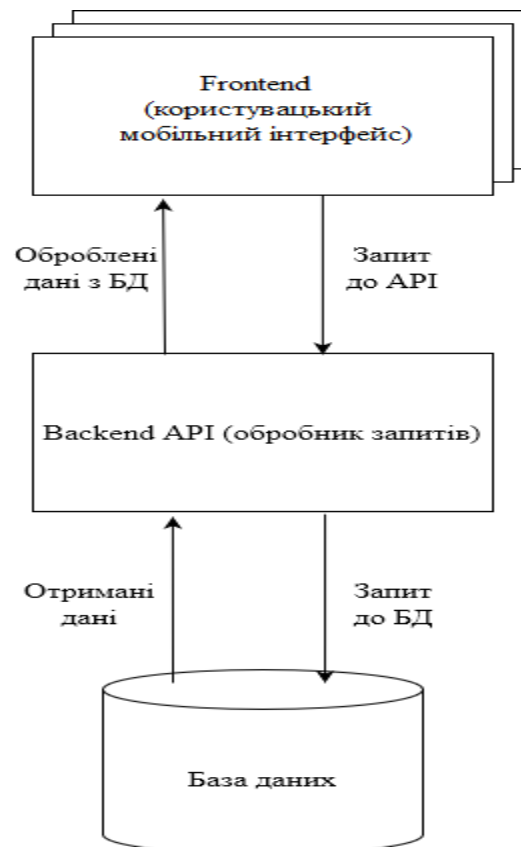 Frontend
(користувацький
мобільний інтерфейс)
Оброблені
дані з БД
Запит
до API
Backend API (обробник запитів)
Отримані
дані
Запит
до БД
База даних